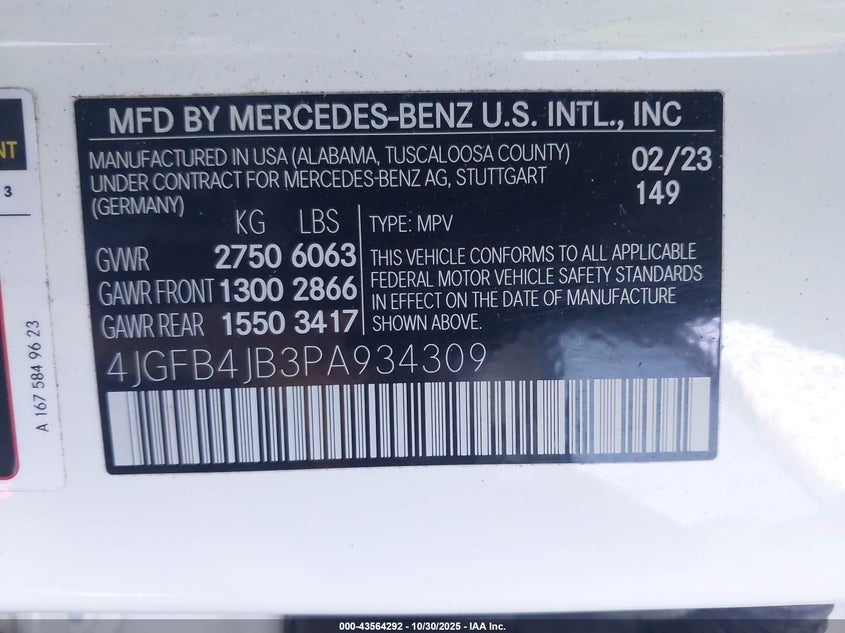 MFD BY MERCEDES-BENZ U.S. INTL., INC
MANUFACTURED IN USA (ALABAMA, TUSCALOOSA COUNTY)
UNDER CONTRACT FOR MERCEDES-BENZ AG, STUTTGART
(GERMANY)
02/23
149
KG LBS
GVWR 2750 6063
GAWR FRONT 1300 2866
GAWR REAR 1550 3417
TYPE: MPV
THIS VEHICLE CONFORMS TO ALL APPLICABLE
FEDERAL MOTOR VEHICLE SAFETY STANDARDS
IN EFFECT ON THE DATE OF MANUFACTURE
SHOWN ABOVE.
4JGFB4JB3PA934309
NT
3
A 167 584 96 23
000-43564292 - 10/30/2025 - IAA Inc.